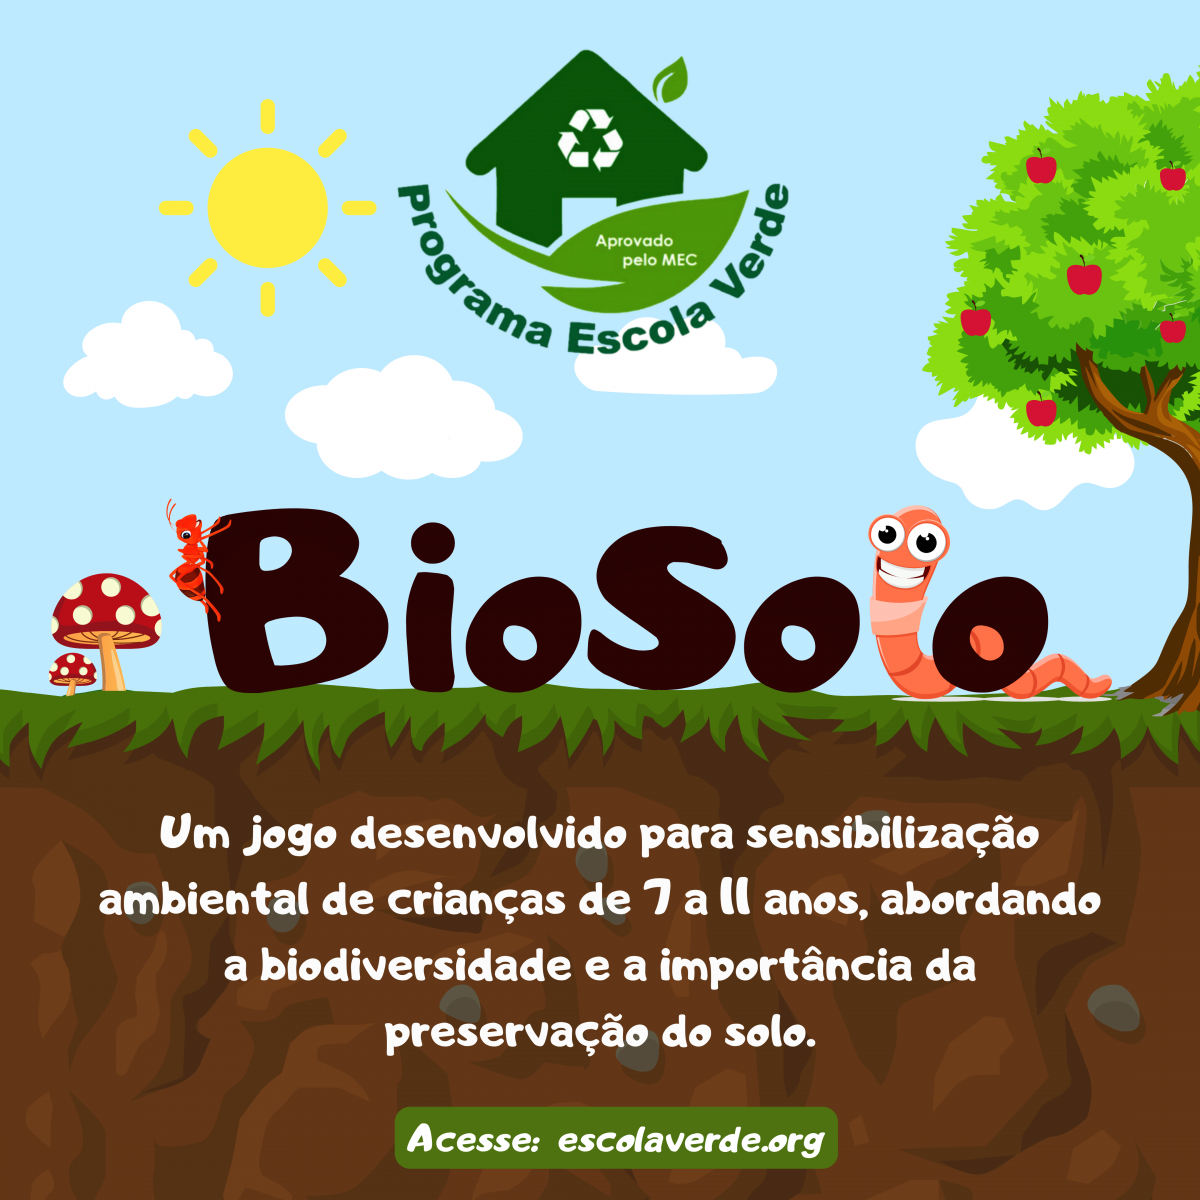 Aprovado
pelo MEC
Programa Escola Verde
BioSolo
Um jogo desenvolvido para sensibilização
ambiental de crianças de 7 a 11 anos, abordando
a biodiversidade e a importância da
preservação do solo.
Acesse: escolaverde.org